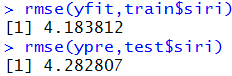 > rmse(yfit,train$siri)
[1] 4.183812
> rmse(ypre,test$siri)
[1] 4.282807